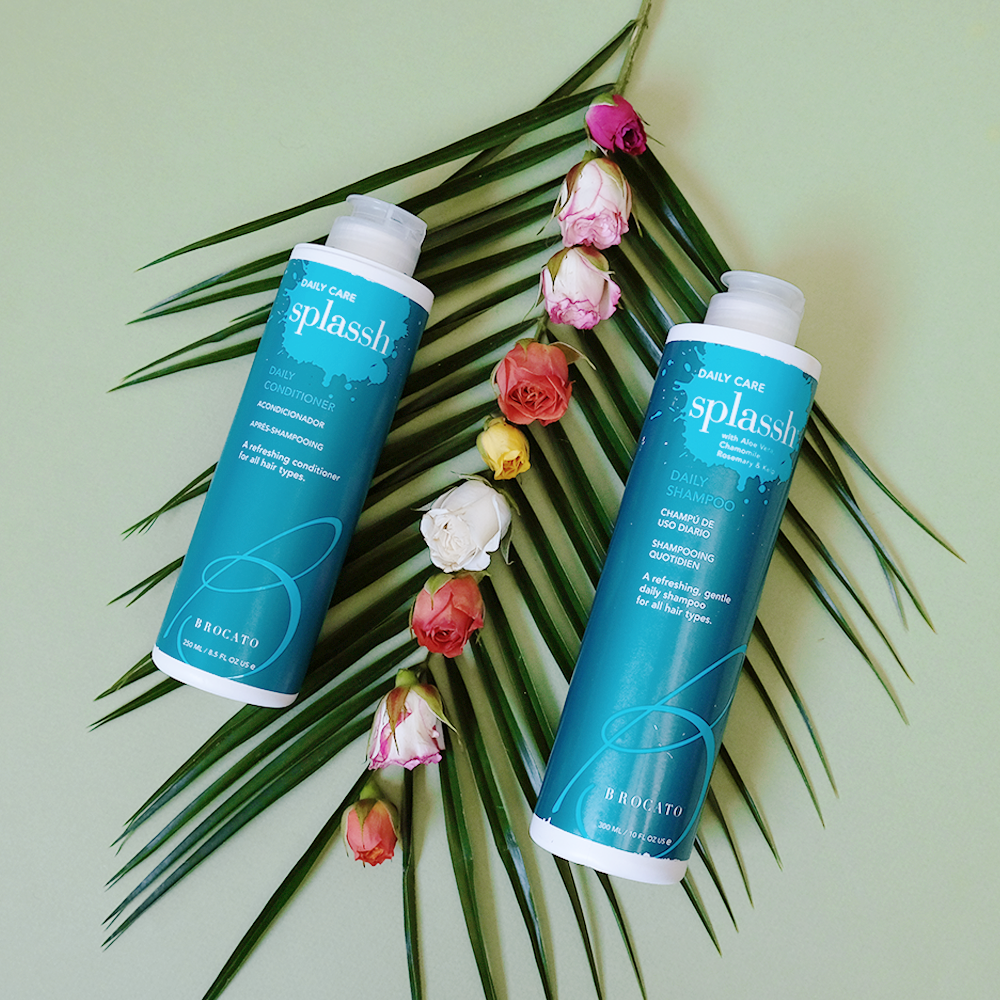 DAILY CARE
splassh
DAILY
CONDITIONER
ACONDICIONADOR
APRÈS-SHAMPOOING
A refreshing conditioner
for all hair types.
BROCATO
250 ML / 8.5 FL OZ US e
DAILY CARE
splassh
with Aloe Vera,
Chamomile,
Rosemary &
DAILY
SHAMPOO
CHAMPÚ DE
USO DIARIO
SHAMPOOING
QUOTIDIEN
A refreshing, gentle
daily shampoo
for all hair types.
BROCATO
300 ML / 10 FL OZ US e